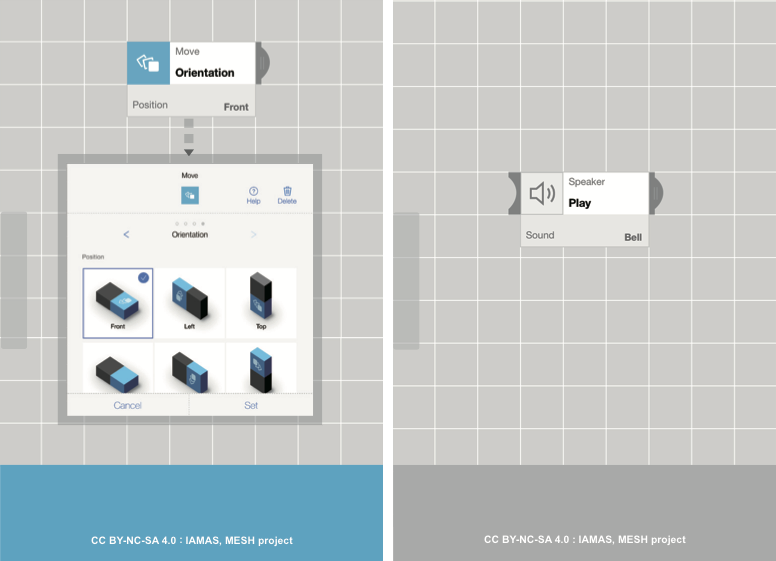 Move
Orientation
Position Front
Move
Help Delete
< Orientation >
Position
Front Left Top
Cancel Set
CC BY-NC-SA 4.0 : IAMAS, MESH project
Speaker
Play
Sound Bell
CC BY-NC-SA 4.0 : IAMAS, MESH project